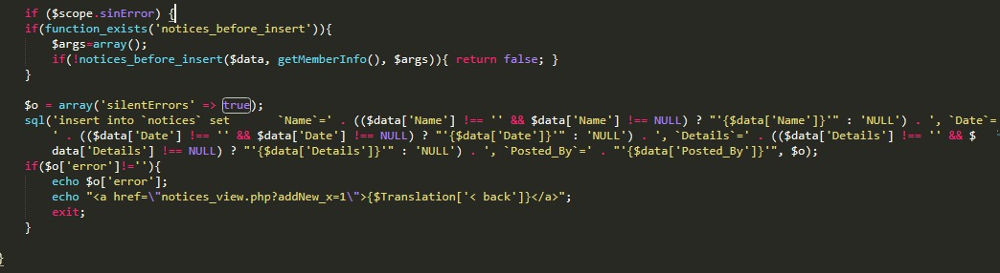 if ($scope.sinError) {
if(function_exists('notices_before_insert')){
$args=array();
if(!notices_before_insert($data, getMemberInfo(), $args)){ return false; }
}
$o = array('silentErrors' => true);
sql('insert into `notices` set       `Name`=' . (($data['Name'] !== '' && $data['Name'] !== NULL) ? "'{$data['Name']}'" : 'NULL') . ', `Date`=
' . (($data['Date'] !== '' && $data['Date'] !== NULL) ? "'{$data['Date']}'" : 'NULL') . ', `Details`=' . (($data['Details'] !== '' && $
data['Details'] !== NULL) ? "'{$data['Details']}'" : 'NULL') . ', `Posted_By`=' . "'{$data['Posted_By']}'", $o);
if($o['error']!=''){
echo $o['error'];
echo "<a href=\"notices_view.php?addNew_x=1\">{$Translation['< back']}</a>";
exit;
}
}